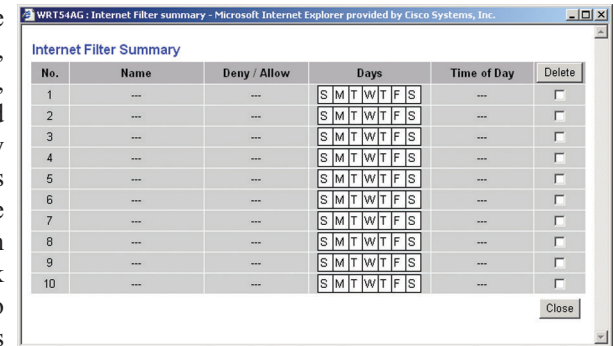 WRT54AG : Internet Filter summary - Microsoft Internet Explorer provided by Cisco Systems, Inc.
Internet Filter Summary
No. Name Deny / Allow Days Time of Day Delete
1 --- --- S M T W T F S ---
2 --- --- S M T W T F S ---
3 --- --- S M T W T F S ---
4 --- --- S M T W T F S ---
5 --- --- S M T W T F S ---
6 --- --- S M T W T F S ---
7 --- --- S M T W T F S ---
8 --- --- S M T W T F S ---
9 --- --- S M T W T F S ---
10 --- --- S M T W T F S ---
Close